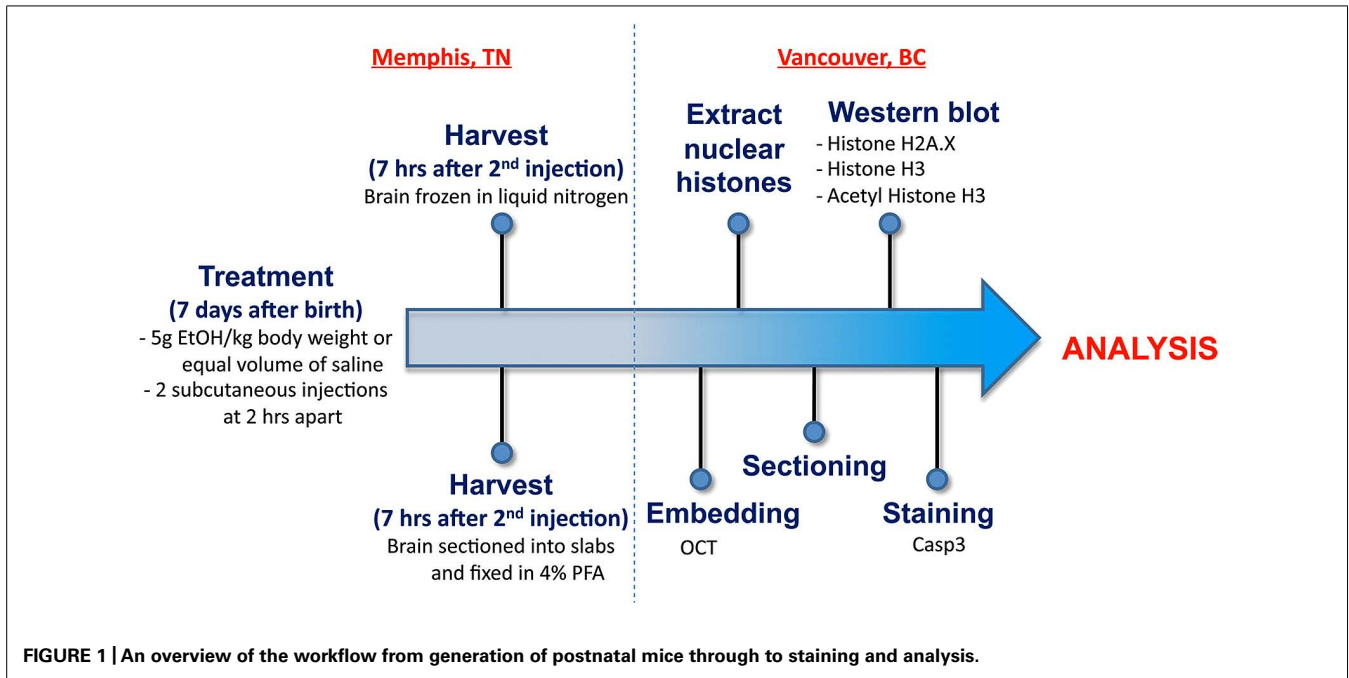 Memphis, TN
Vancouver, BC
Harvest
(7 hrs after 2nd injection)
Brain frozen in liquid nitrogen
Extract
nuclear
histones
Western blot
- Histone H2A.X
- Histone H3
- Acetyl Histone H3
Treatment
(7 days after birth)
- 5g EtOH/kg body weight or
equal volume of saline
- 2 subcutaneous injections
at 2 hrs apart
ANALYSIS
Harvest
(7 hrs after 2nd injection)
Brain sectioned into slabs
and fixed in 4% PFA
Embedding
OCT
Sectioning
Staining
Casp3
FIGURE 1 | An overview of the workflow from generation of postnatal mice through to staining and analysis.